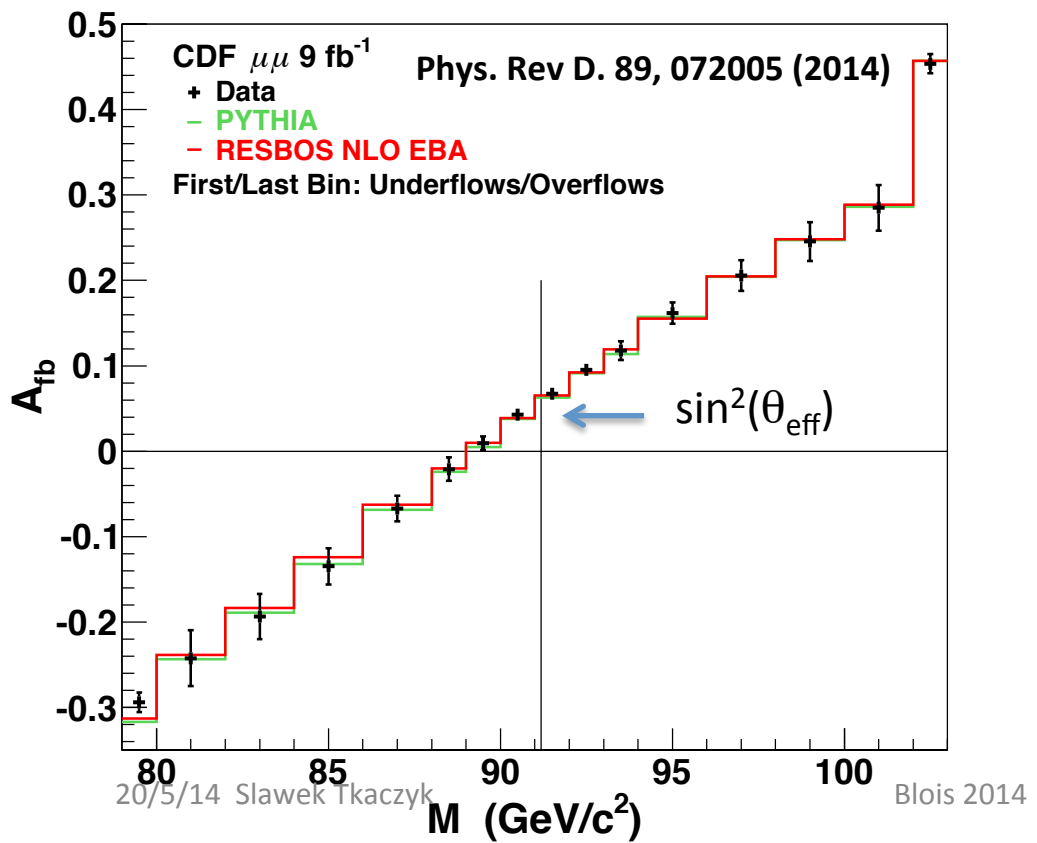 0.5
CDF μμ 9 fb-1
Phys. Rev D. 89, 072005 (2014)
+ Data
– PYTHIA
– RESBOS NLO EBA
First/Last Bin: Underflows/Overflows
0.4
0.3
0.2
0.1
0
-0.1
-0.2
-0.3
Afb
sin2(θeff)
80 85 90 95 100
20/5/14 Slawek Tkaczyk
M (GeV/c2)
Blois 2014